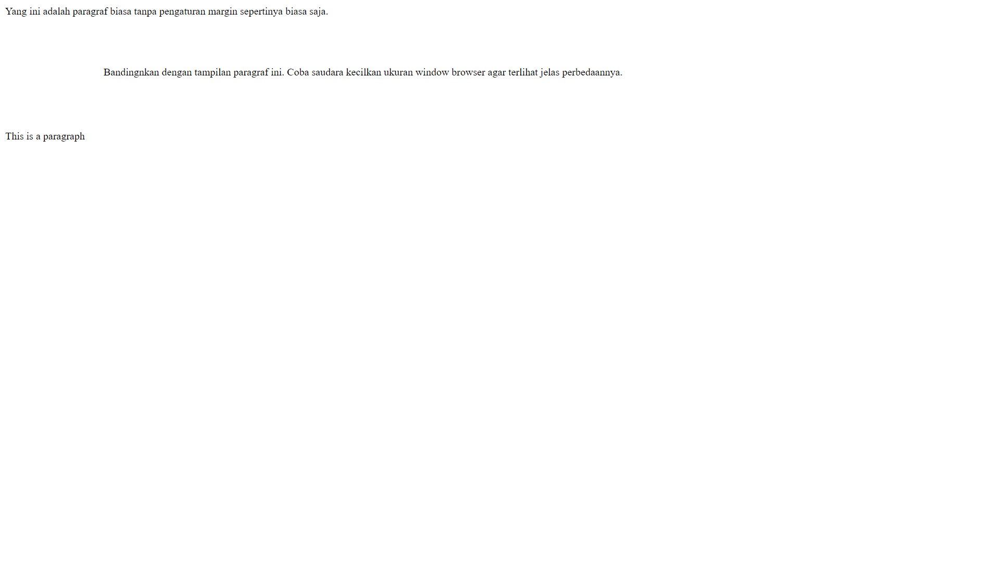 Yang ini adalah paragraf biasa tanpa pengaturan margin sepertinya biasa saja.
Bandingnkan dengan tampilan paragraf ini. Coba saudara kecilkan ukuran window browser agar terlihat jelas perbedaannya.
This is a paragraph